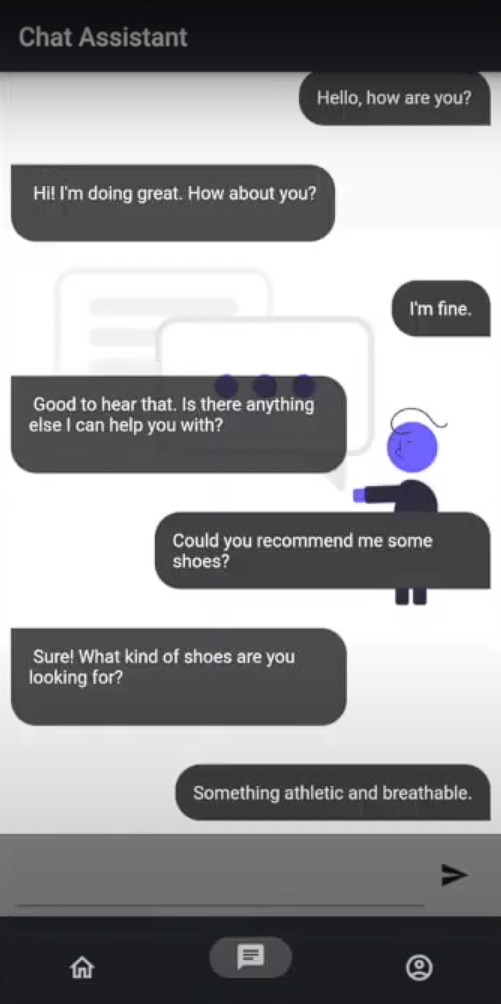 Chat Assistant
Hello, how are you?
Hi! I'm doing great. How about you?
I'm fine.
Good to hear that. Is there anything
else I can help you with?
Could you recommend me some
shoes?
Sure! What kind of shoes are you
looking for?
Something athletic and breathable.